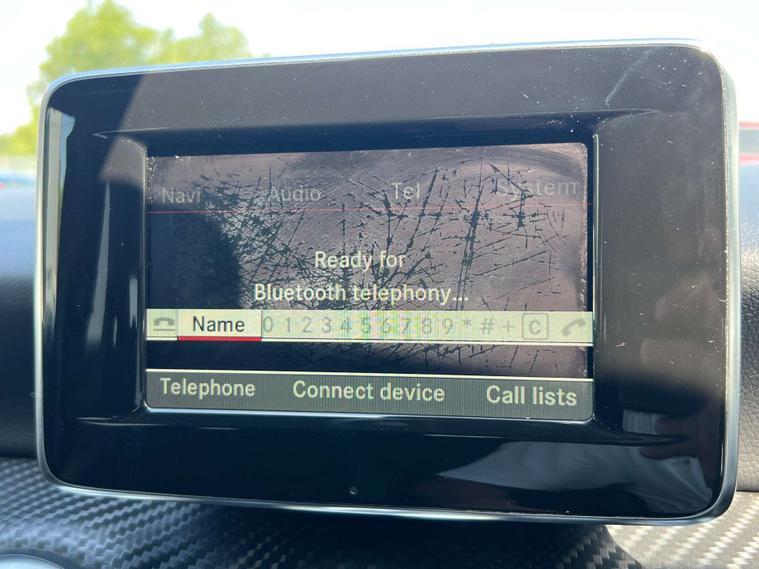 Navi Audio Tel System
Ready for
Bluetooth telephony...
Name 0 1 2 3 4 5 6 7 8 9 * # + C
Telephone Connect device Call lists